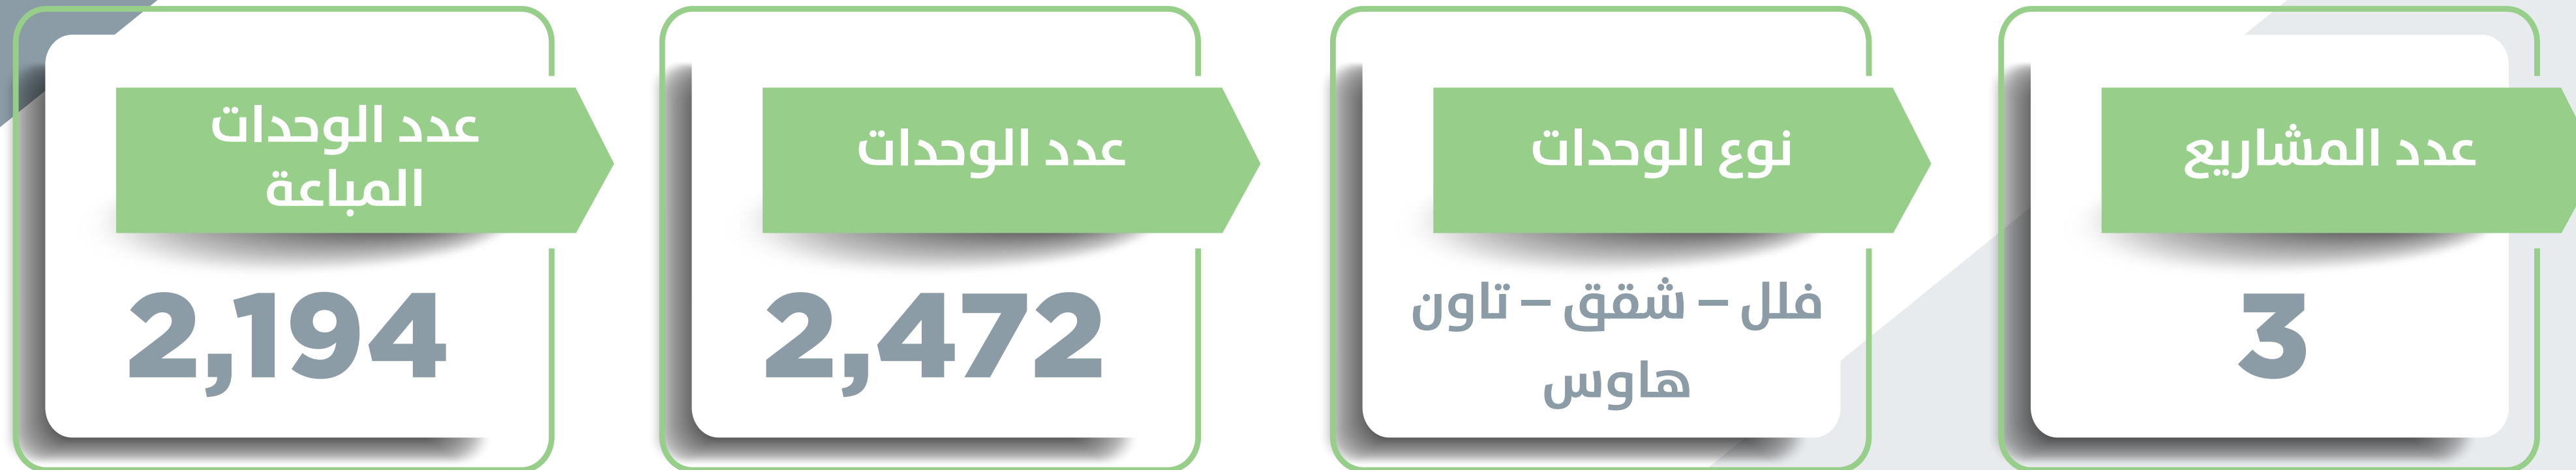 عدد المشاريع
3
نوع الوحدات
فلل – شقق – تاون
هاوس
عدد الوحدات
2,472
عدد الوحدات
المباعة
2,194